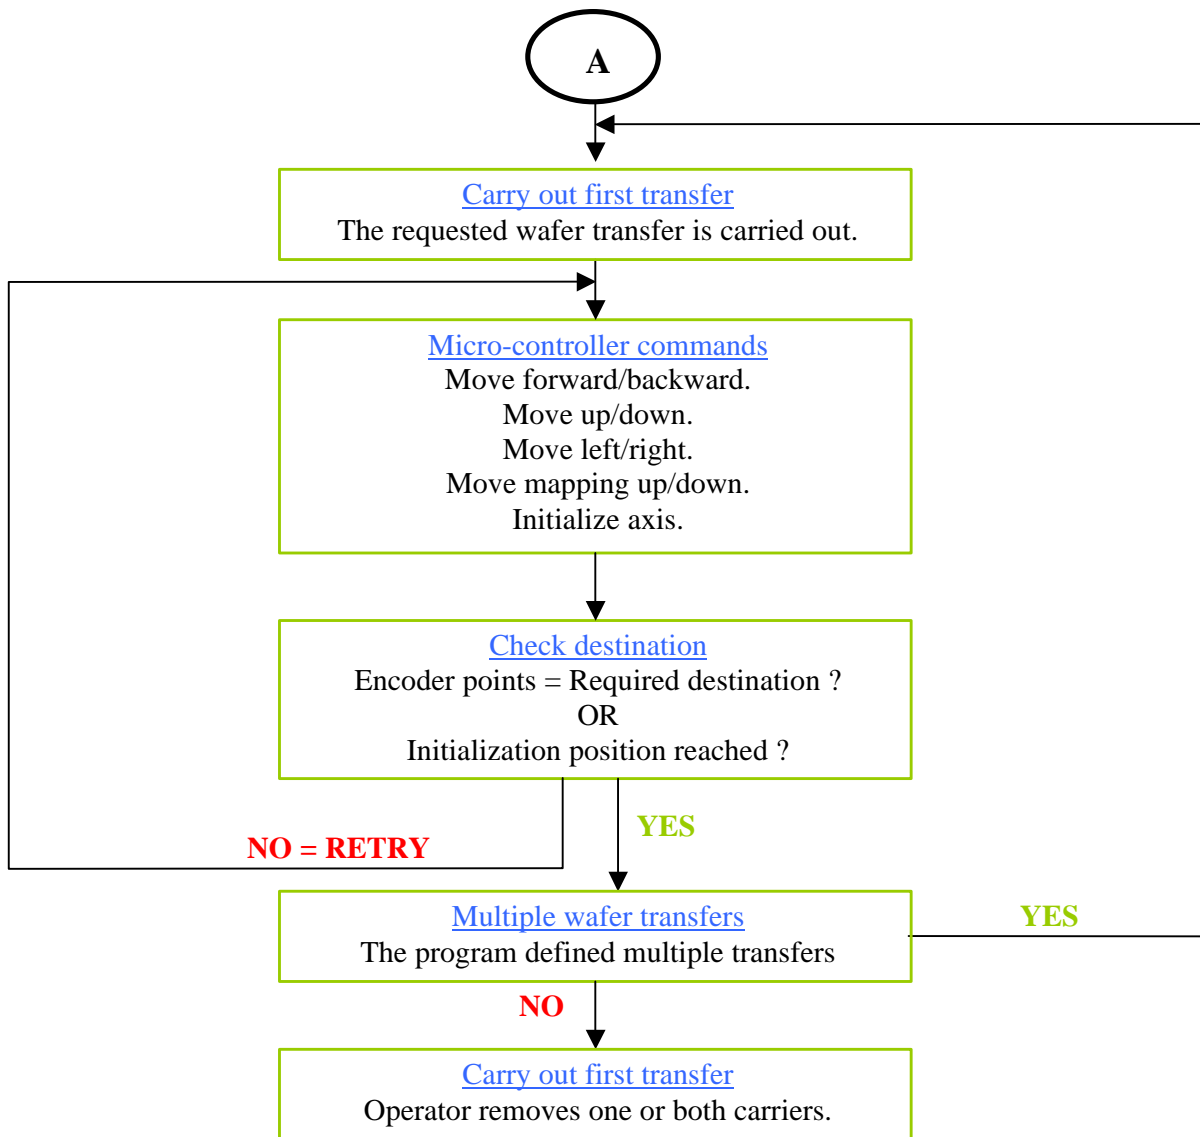 A
Carry out first transfer
The requested wafer transfer is carried out.
Micro-controller commands
Move forward/backward.
Move up/down.
Move left/right.
Move mapping up/down.
Initialize axis.
Check destination
Encoder points = Required destination ?
OR
Initialization position reached ?
YES
NO = RETRY
Multiple wafer transfers
The program defined multiple transfers
YES
NO
Carry out first transfer
Operator removes one or both carriers.